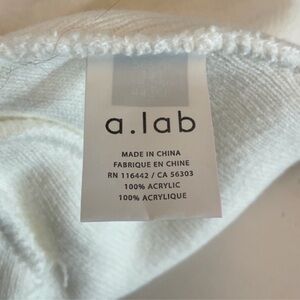 a.lab
MADE IN CHINA
FABRIQUE EN CHINE
RN 116442 / CA 56303
100% ACRYLIC
100% ACRYLIQUE